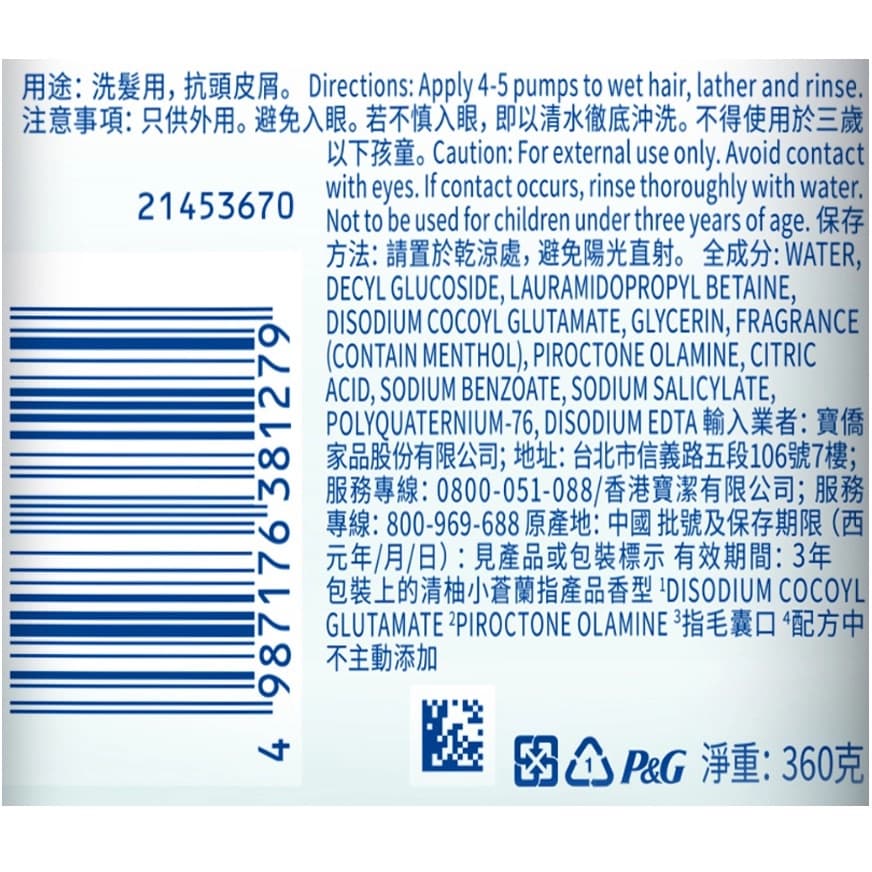 用途：洗髮用，抗頭皮屑。 Directions: Apply 4-5 pumps to wet hair, lather and rinse.
注意事項：只供外用。避免入眼。若不慎入眼，即以清水徹底沖洗。不得使用於三歲
以下孩童。Caution: For external use only. Avoid contact
with eyes. If contact occurs, rinse thoroughly with water.
Not to be used for children under three years of age. 保存
方法：請置於乾涼處，避免陽光直射。 全成分：WATER,
DECYL GLUCOSIDE, LAURAMIDOPROPYL BETAINE,
DISODIUM COCOYL GLUTAMATE, GLYCERIN, FRAGRANCE
(CONTAIN MENTHOL), PIROCTONE OLAMINE, CITRIC
ACID, SODIUM BENZOATE, SODIUM SALICYLATE,
POLYQUATERNIUM-76, DISODIUM EDTA 輸入業者：寶僑
家品股份有限公司；地址：台北市信義路五段106號7樓；
服務專線：0800-051-088/香港寶潔有限公司；服務
專線：800-969-688 原產地：中國 批號及保存期限（西
元年/月/日）：見產品或包裝標示 有效期間：3年
包裝上的清柚小蒼蘭指產品香型 ¹DISODIUM COCOYL
GLUTAMATE ²PIROCTONE OLAMINE ³指毛囊口 ⁴配方中
不主動添加
21453670
4 987176 381279
1
P&G 淨重：360克